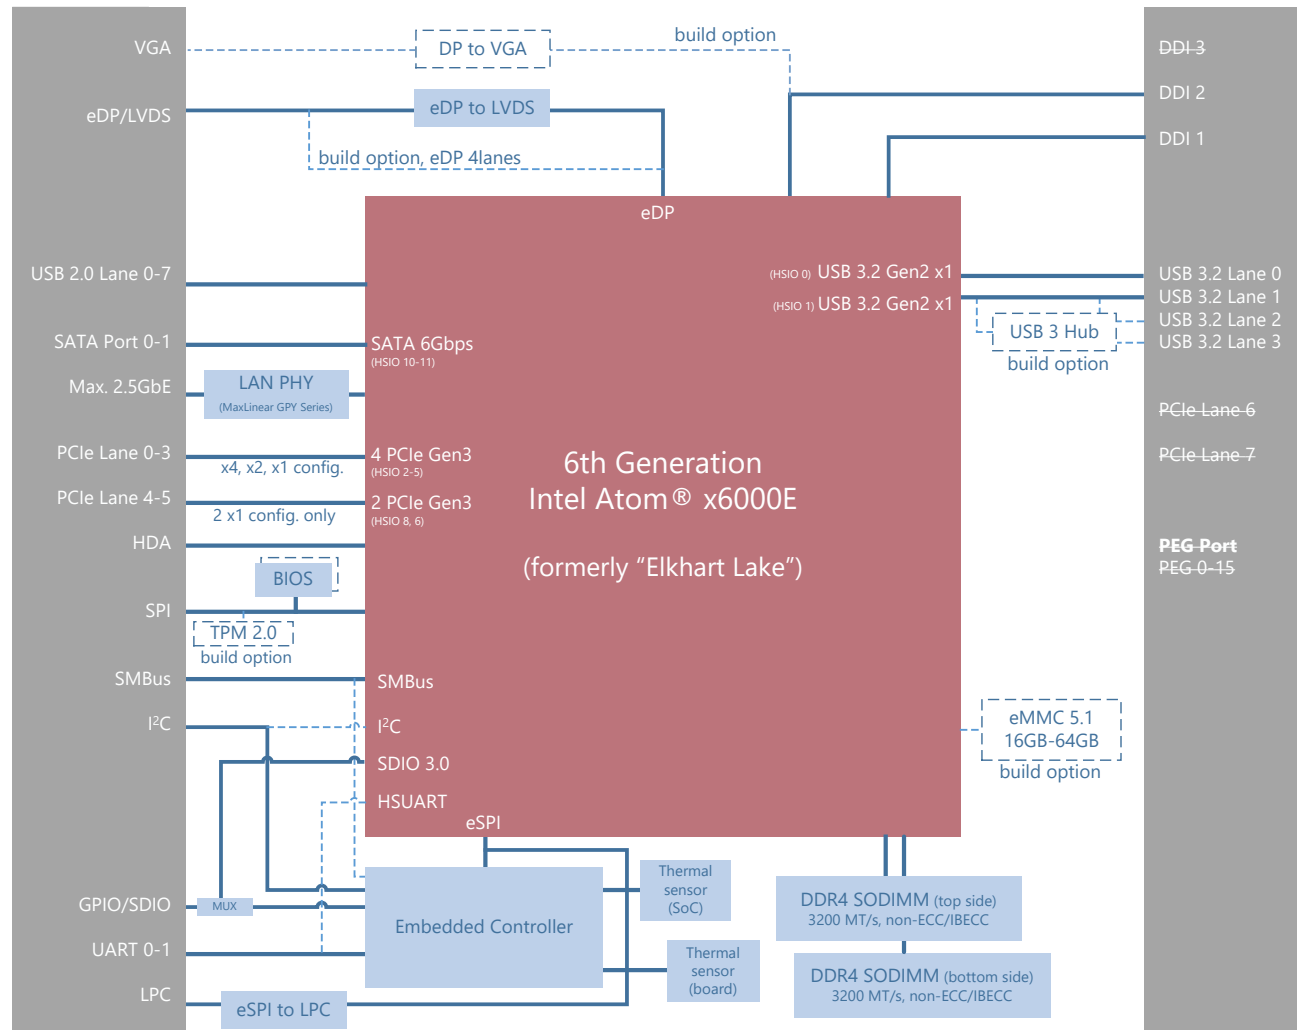 VGA
DP to VGA
build option
DDI 3
eDP/LVDS
eDP to LVDS
DDI 2
build option, eDP 4lanes
DDI 1
eDP
USB 2.0 Lane 0-7
(HSIO 0) USB 3.2 Gen2 x1
USB 3.2 Lane 0
(HSIO 1) USB 3.2 Gen2 x1
USB 3.2 Lane 1
USB 3.2 Lane 2
USB 3 Hub
USB 3.2 Lane 3
build option
SATA Port 0-1
SATA 6Gbps
(HSIO 10-11)
Max. 2.5GbE
LAN PHY
(MaxLinear GPY Series)
PCIe Lane 6
PCIe Lane 0-3
x4, x2, x1 config.
4 PCIe Gen3
(HSIO 2-5)
PCIe Lane 7
6th Generation
Intel Atom® x6000E
(formerly “Elkhart Lake”)
PCIe Lane 4-5
2 x1 config. only
2 PCIe Gen3
(HSIO 8, 6)
HDA
PEG Port
PEG 0-15
BIOS
SPI
TPM 2.0
build option
SMBus
SMBus
I²C
I²C
eMMC 5.1
16GB-64GB
build option
SDIO 3.0
HSUART
eSPI
GPIO/SDIO
MUX
Embedded Controller
Thermal
sensor
(SoC)
DDR4 SODIMM (top side)
3200 MT/s, non-ECC/IBECC
UART 0-1
Thermal
sensor
(board)
DDR4 SODIMM (bottom side)
3200 MT/s, non-ECC/IBECC
LPC
eSPI to LPC